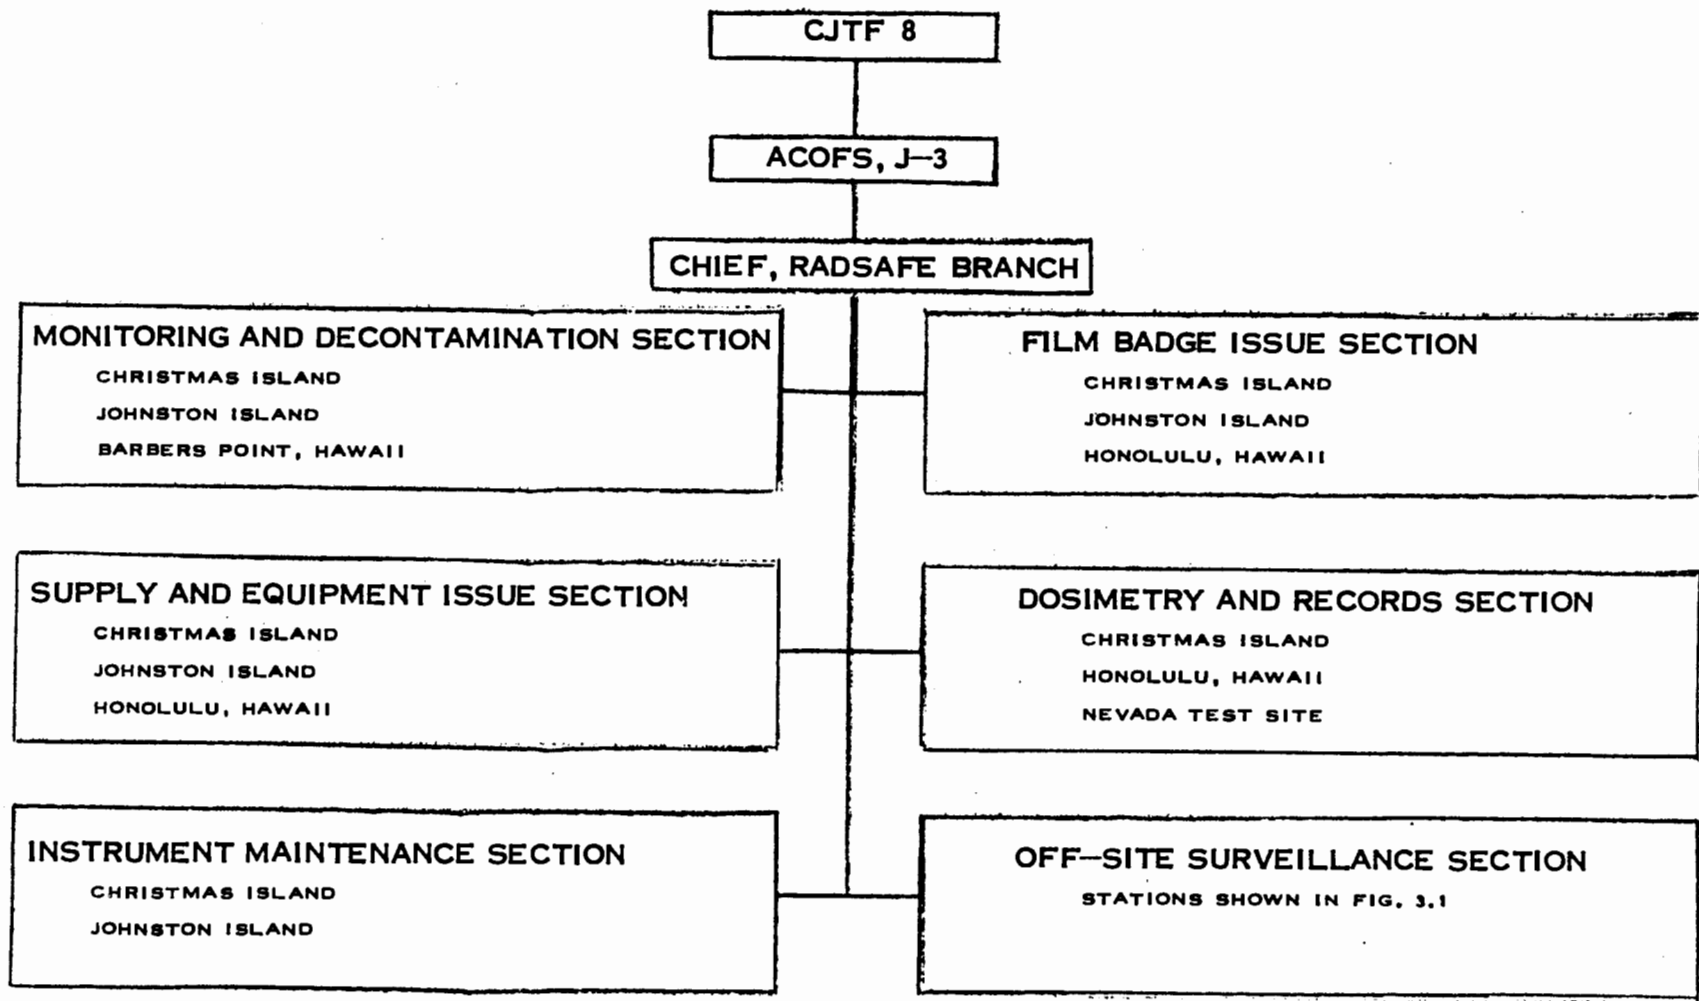 CJTF 8
ACOFS, J—3
CHIEF, RADSAFE BRANCH
MONITORING AND DECONTAMINATION SECTION
CHRISTMAS ISLAND
JOHNSTON ISLAND
BARBERS POINT, HAWAII
FILM BADGE ISSUE SECTION
CHRISTMAS ISLAND
JOHNSTON ISLAND
HONOLULU, HAWAII
SUPPLY AND EQUIPMENT ISSUE SECTION
CHRISTMAS ISLAND
JOHNSTON ISLAND
HONOLULU, HAWAII
DOSIMETRY AND RECORDS SECTION
CHRISTMAS ISLAND
HONOLULU, HAWAII
NEVADA TEST SITE
INSTRUMENT MAINTENANCE SECTION
CHRISTMAS ISLAND
JOHNSTON ISLAND
OFF—SITE SURVEILLANCE SECTION
STATIONS SHOWN IN FIG. 3.1